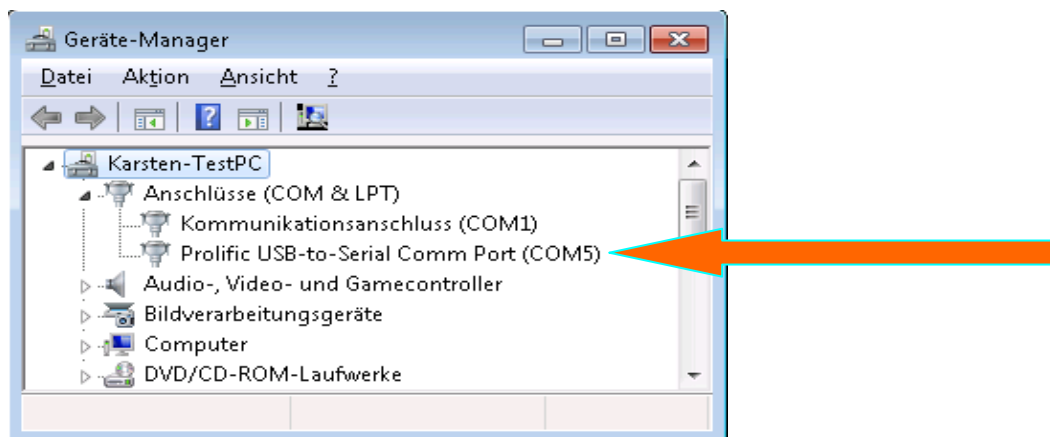 Geräte-Manager
Datei Aktion Ansicht ?
?
Karsten-TestPC
Anschlüsse (COM & LPT)
Kommunikationsanschluss (COM1)
Prolific USB-to-Serial Comm Port (COM5)
Audio-, Video- und Gamecontroller
Bildverarbeitungsgeräte
Computer
DVD/CD-ROM-Laufwerke